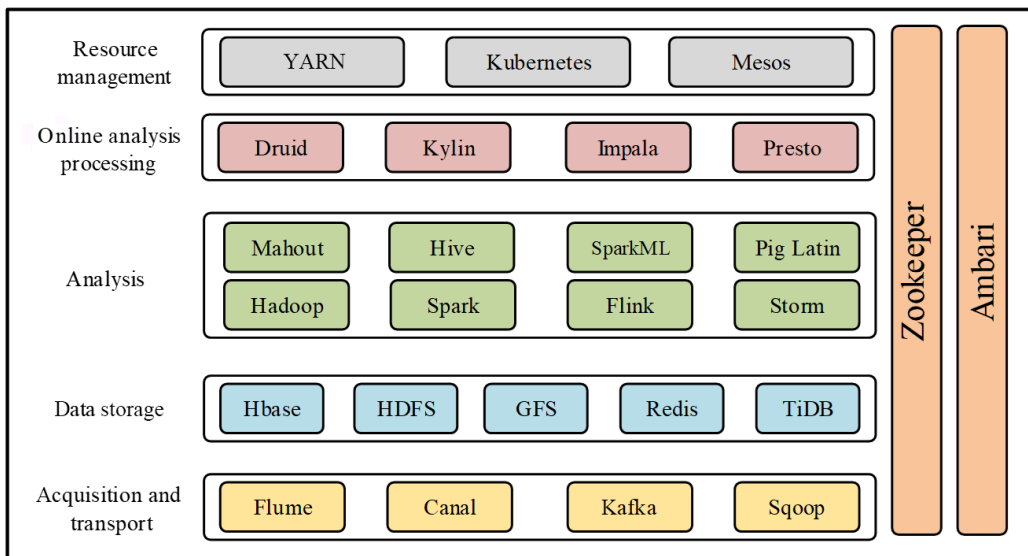 Resource
management
YARN
Kubernetes
Mesos
Online analysis
processing
Druid
Kylin
Impala
Presto
Analysis
Mahout
Hive
SparkML
Pig Latin
Hadoop
Spark
Flink
Storm
Data storage
Hbase
HDFS
GFS
Redis
TiDB
Acquisition and
transport
Flume
Canal
Kafka
Sqoop
Zookeeper
Ambari